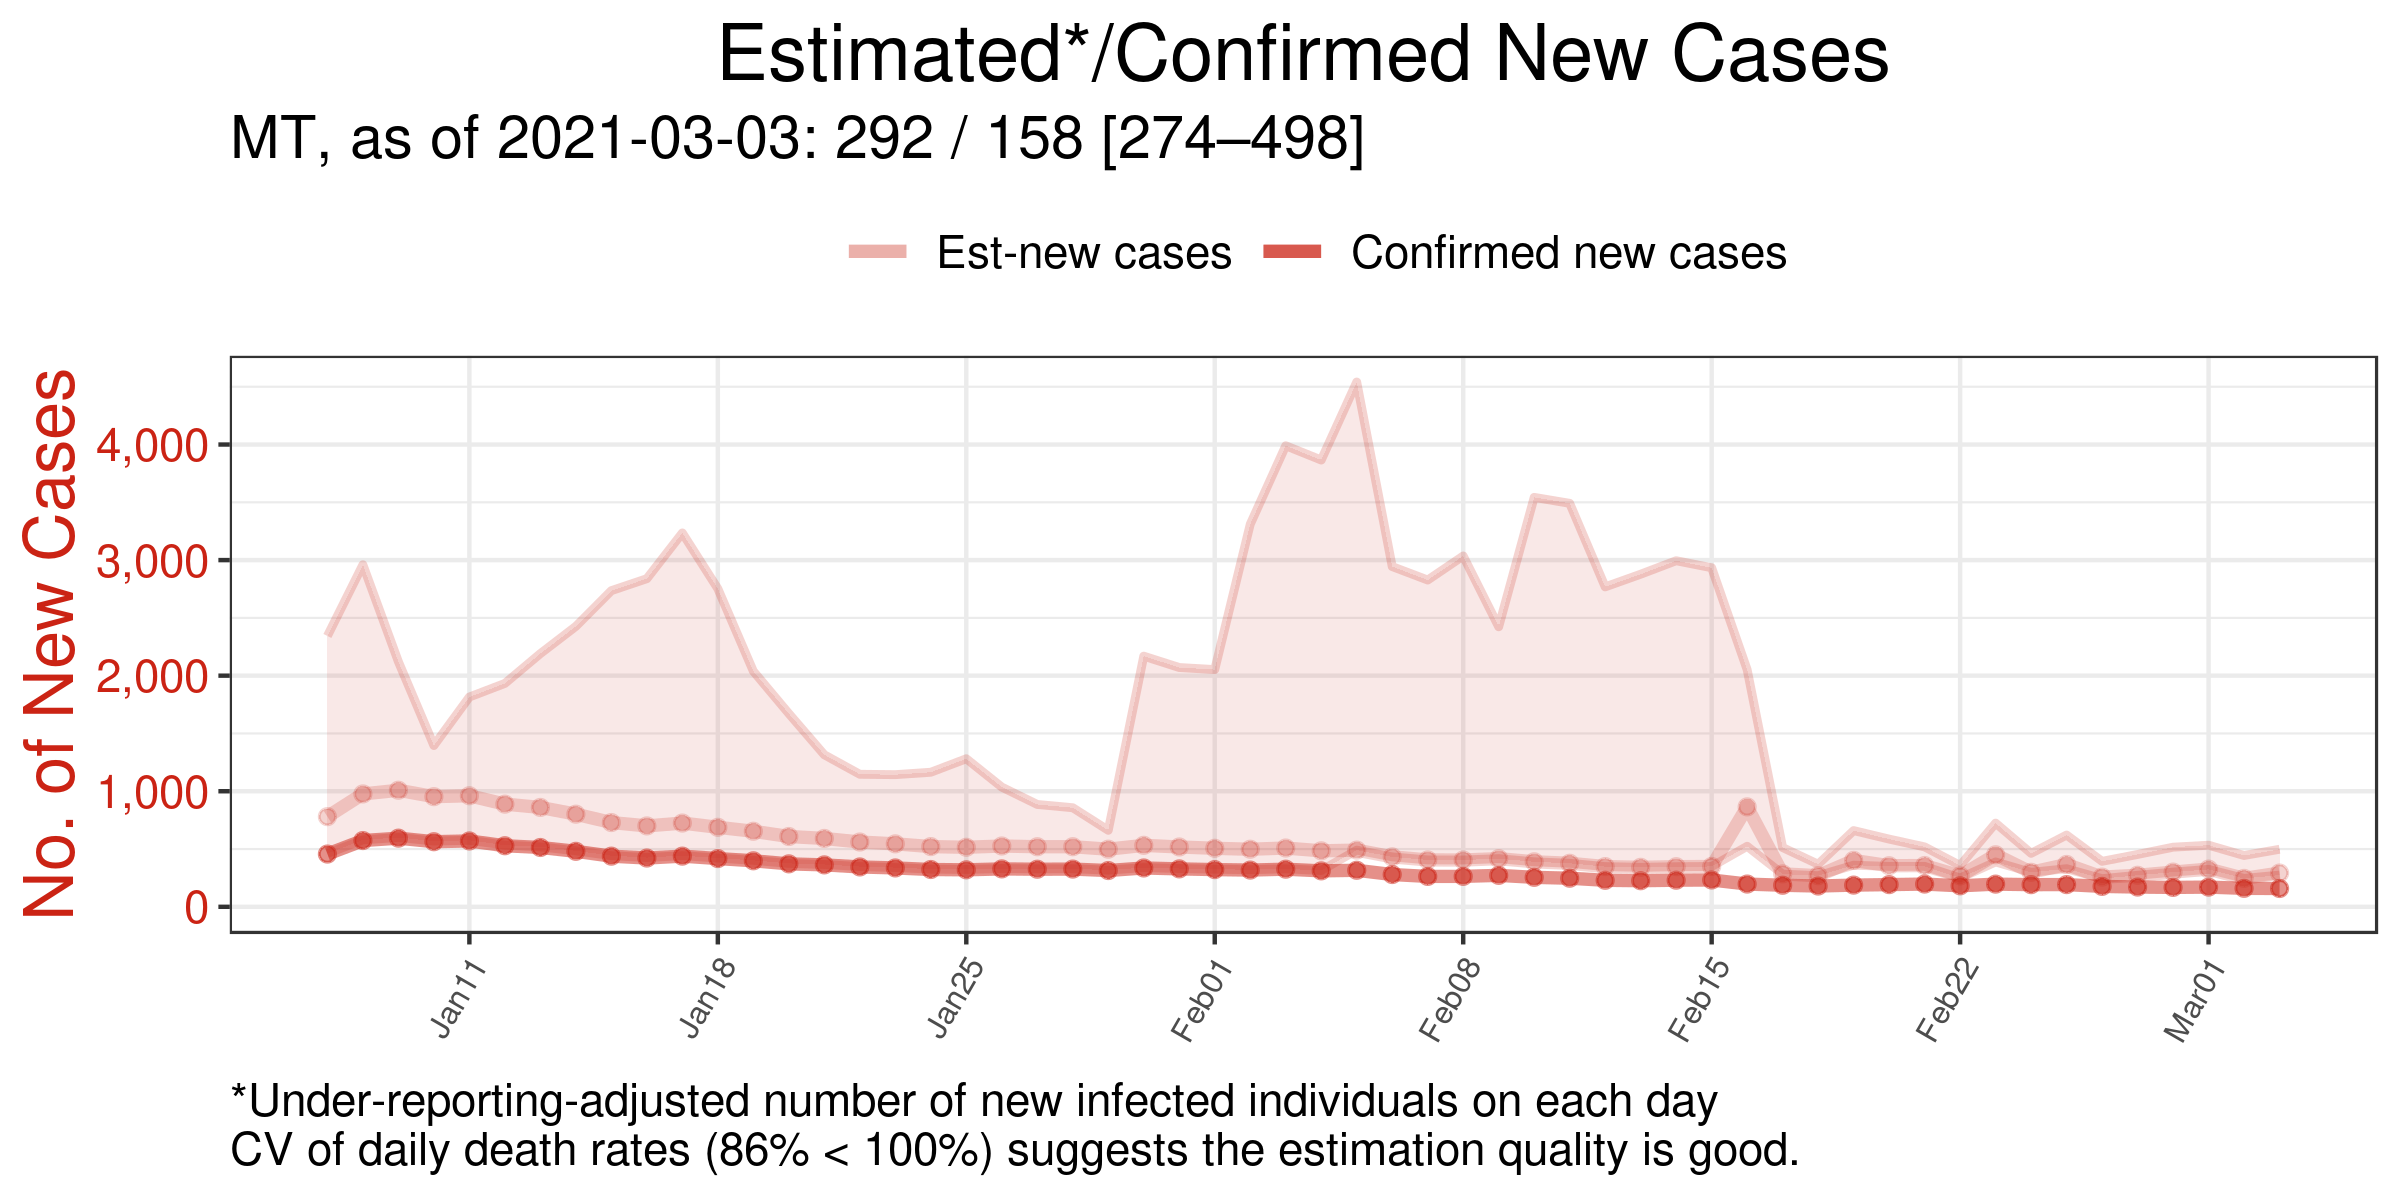 Estimated*/Confirmed New Cases
MT, as of 2021-03-03: 292 / 158 [274–498]
Est-new cases
Confirmed new cases
No. of New Cases
4,000
3,000
2,000
1,000
0
Jan11
Jan18
Jan25
Feb01
Feb08
Feb15
Feb22
Mar01
*Under-reporting-adjusted number of new infected individuals on each day
CV of daily death rates (86% < 100%) suggests the estimation quality is good.